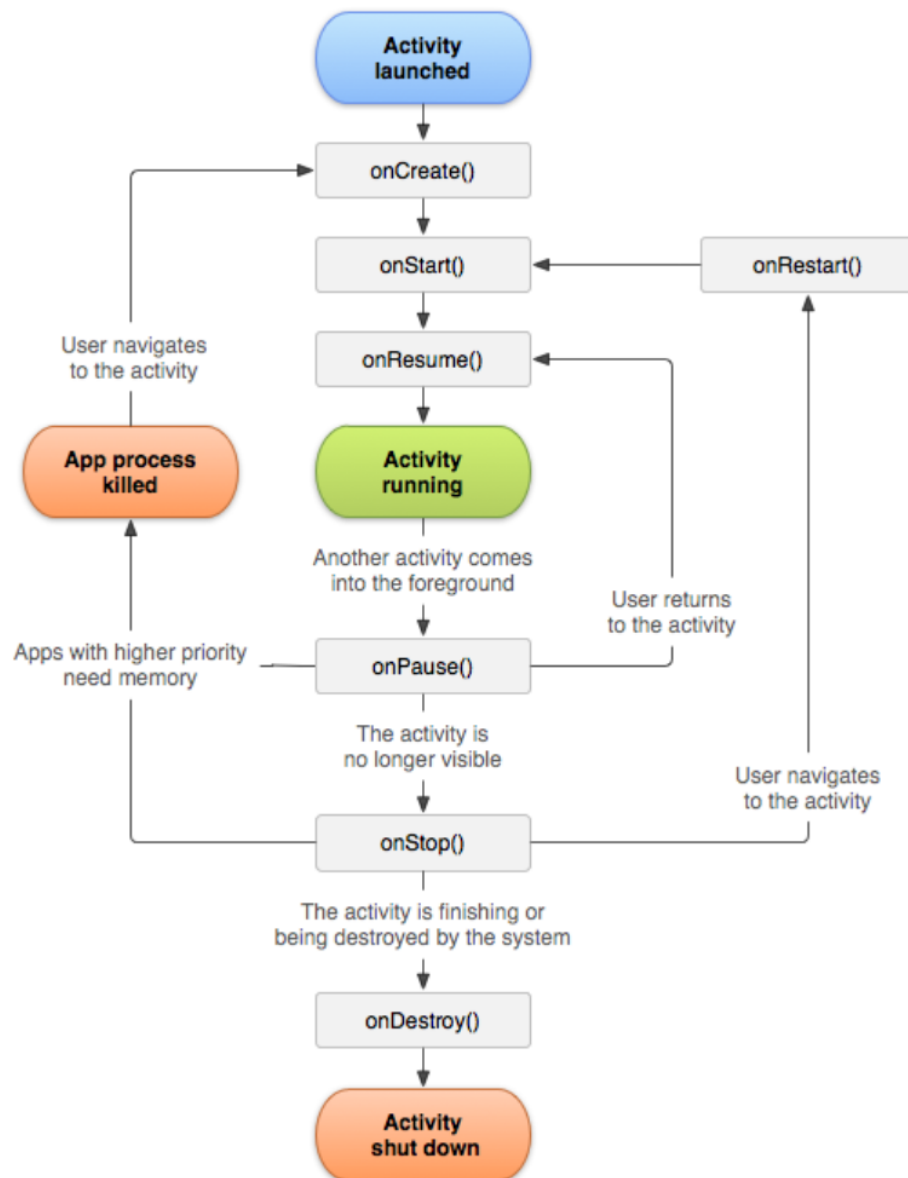 Activity
launched
onCreate()
onStart()
onRestart()
User navigates
to the activity
onResume()
App process
killed
Activity
running
Another activity comes
into the foreground
User returns
to the activity
Apps with higher priority
need memory
onPause()
The activity is
no longer visible
User navigates
to the activity
onStop()
The activity is finishing or
being destroyed by the system
onDestroy()
Activity
shut down